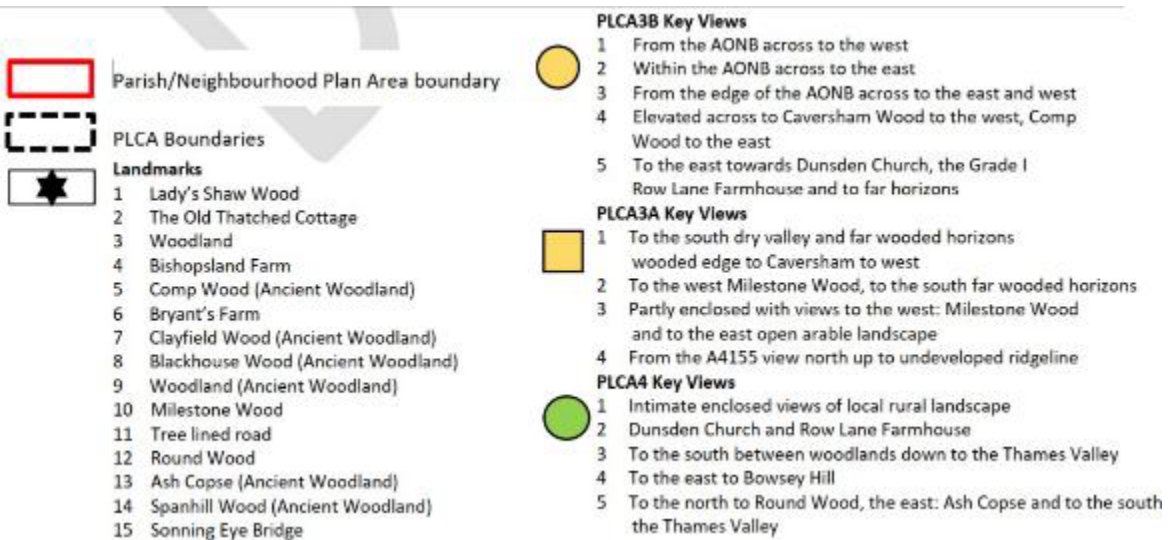 Parish/Neighbourhood Plan Area boundary
PLCA Boundaries
Landmarks
1 Lady's Shaw Wood
2 The Old Thatched Cottage
3 Woodland
4 Bishopsland Farm
5 Comp Wood (Ancient Woodland)
6 Bryant's Farm
7 Clayfield Wood (Ancient Woodland)
8 Blackhouse Wood (Ancient Woodland)
9 Woodland (Ancient Woodland)
10 Milestone Wood
11 Tree lined road
12 Round Wood
13 Ash Copse (Ancient Woodland)
14 Spanhill Wood (Ancient Woodland)
15 Sonning Eye Bridge
PLCA3B Key Views
1 From the AONB across to the west
2 Within the AONB across to the east
3 From the edge of the AONB across to the east and west
4 Elevated across to Caversham Wood to the west, Comp
Wood to the east
5 To the east towards Dunsden Church, the Grade I
Row Lane Farmhouse and to far horizons
PLCA3A Key Views
1 To the south dry valley and far wooded horizons
wooded edge to Caversham to west
2 To the west Milestone Wood, to the south far wooded horizons
3 Partly enclosed with views to the west: Milestone Wood
and to the east open arable landscape
4 From the A4155 view north up to undeveloped ridgeline
PLCA4 Key Views
1 Intimate enclosed views of local rural landscape
2 Dunsden Church and Row Lane Farmhouse
3 To the south between woodlands down to the Thames Valley
4 To the east to Bowsey Hill
5 To the north to Round Wood, the east: Ash Copse and to the south
the Thames Valley